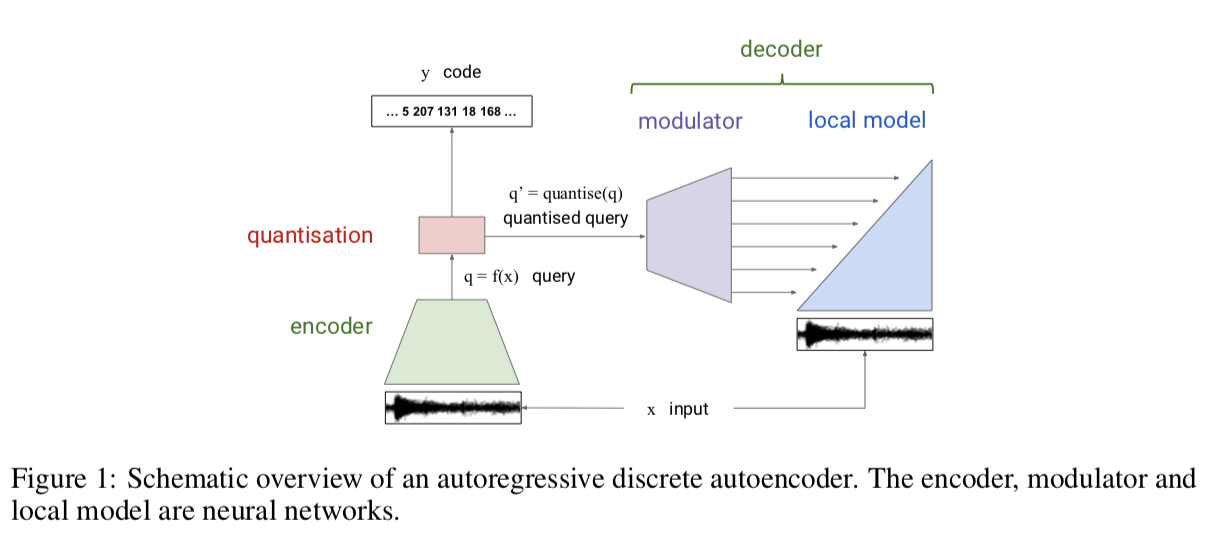 decoder
y code
... 5 207 131 18 168 ...
modulator
local model
q' = quantise(q)
quantised query
quantisation
q = f(x) query
encoder
x input
Figure 1: Schematic overview of an autoregressive discrete autoencoder. The encoder, modulator and
local model are neural networks.